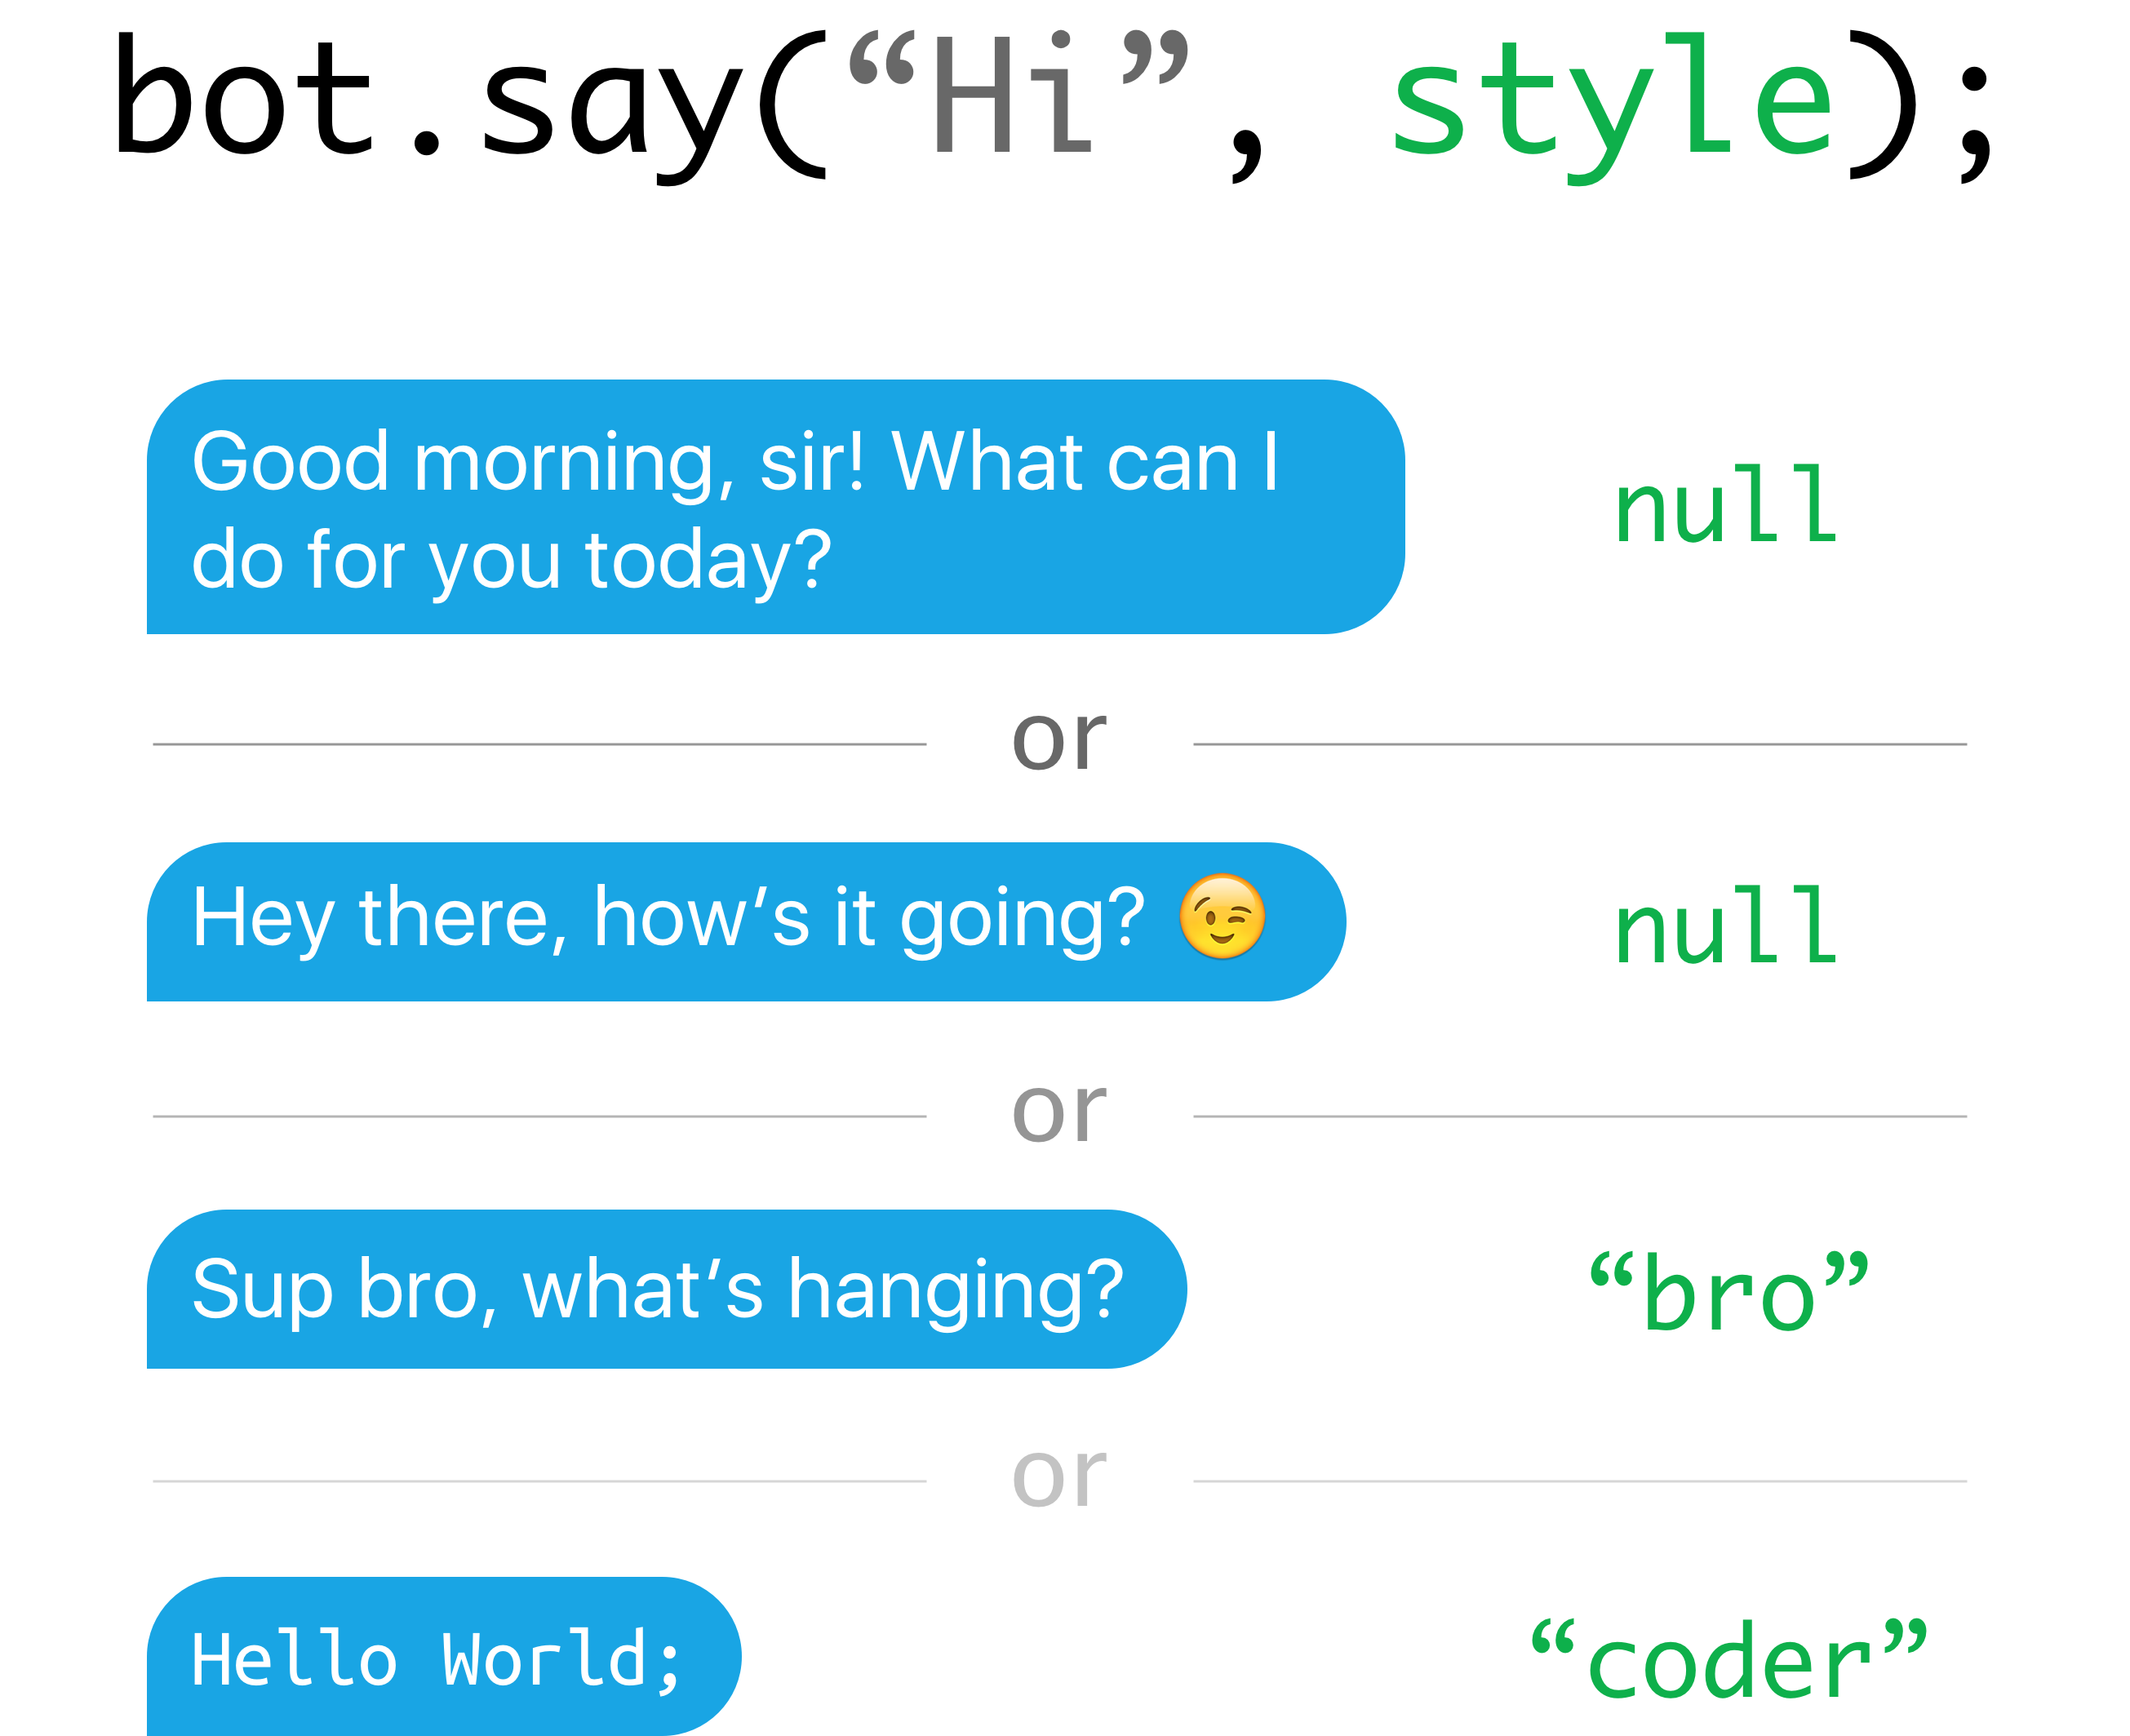 bot.say(“Hi”, style);
Good morning, sir! What can I
do for you today?
null
or
Hey there, how’s it going? 😉
null
or
Sup bro, what’s hanging?
“bro”
or
Hello World;
“coder”